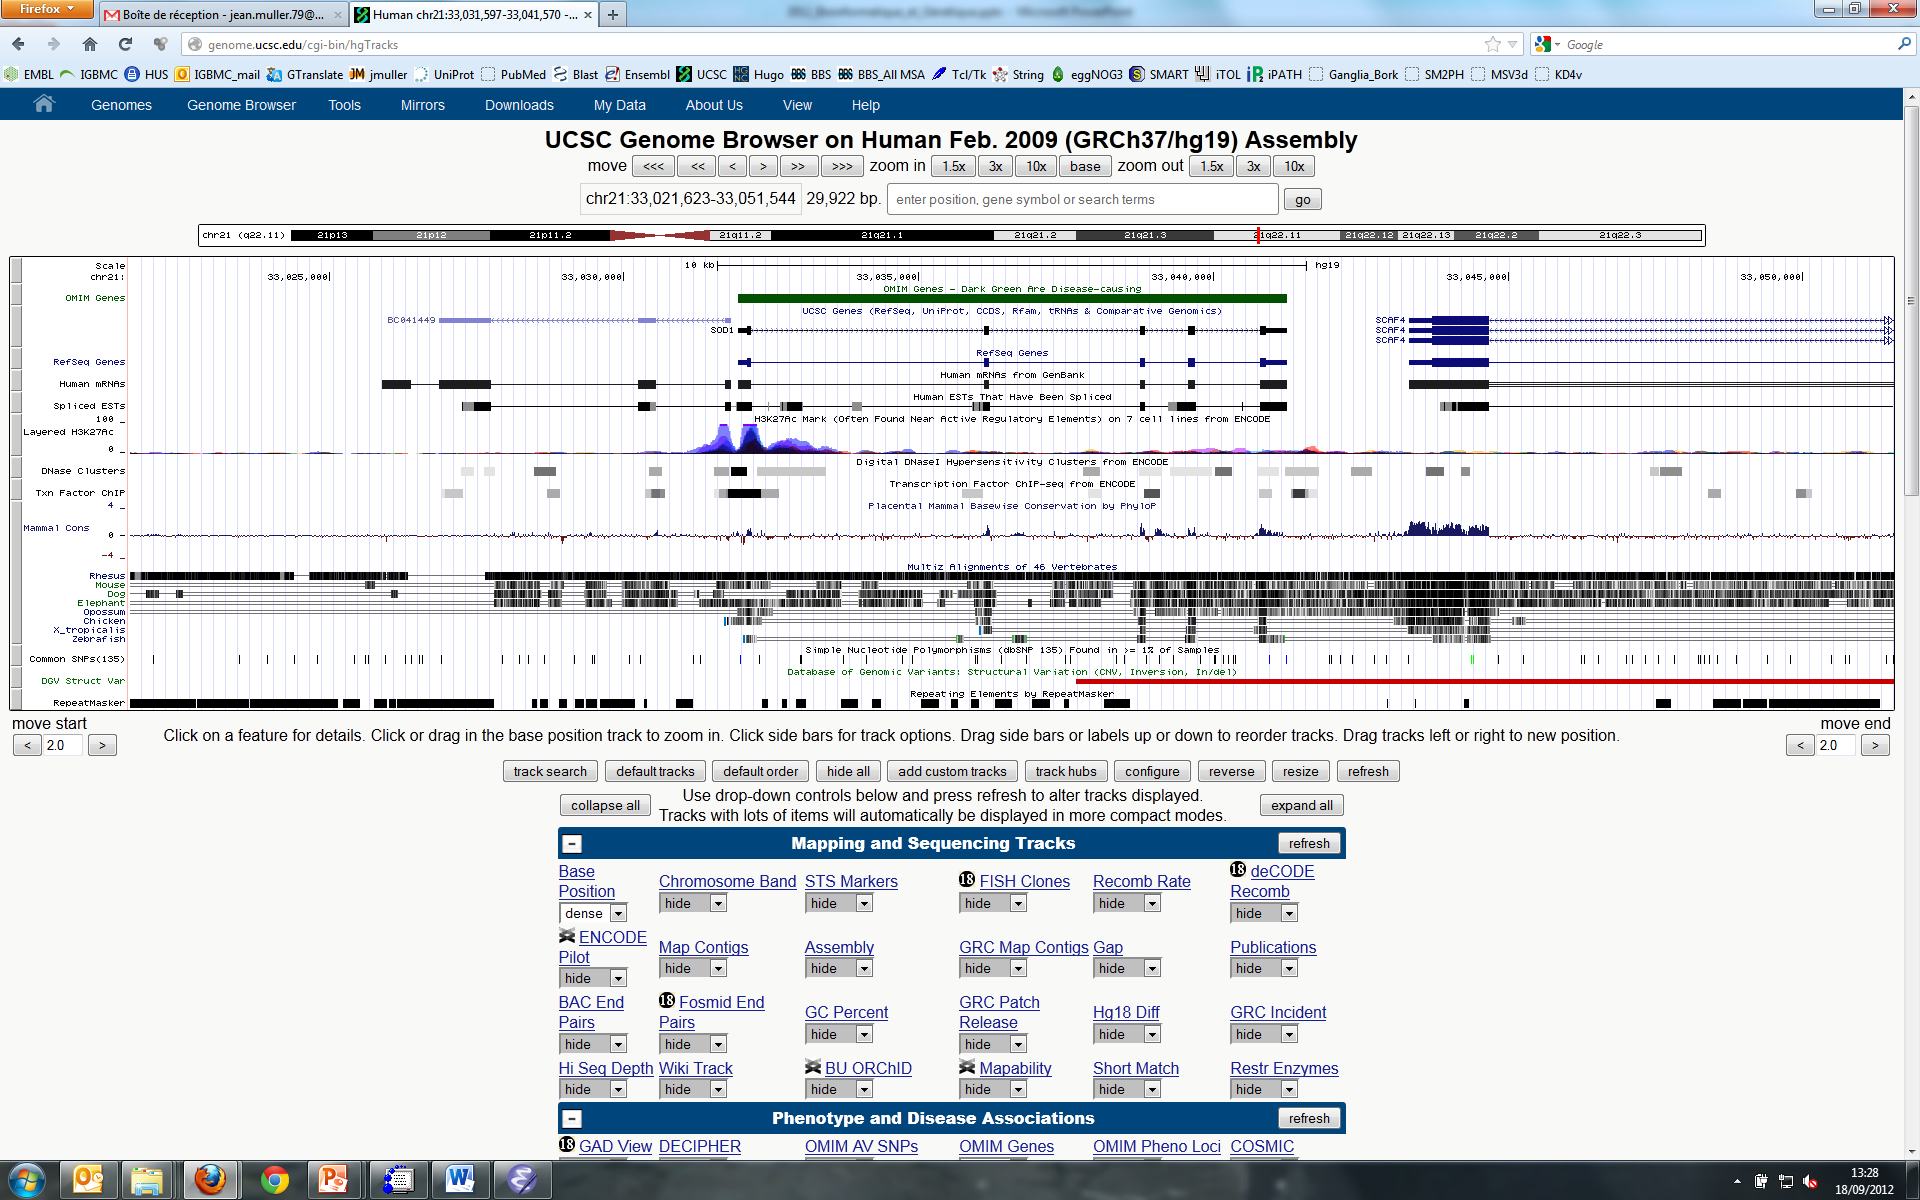 Firefox
Boîte de réception - jean.muller.79@...
Human chr21:33,031,597-33,041,570 -...
genome.ucsc.edu/cgi-bin/hgTracks
Google
EMBL IGBMC HUS IGBMC_mail GTranslate jmuller UniProt PubMed Blast Ensembl UCSC Hugo BBS BBS_All MSA Tcl/Tk String eggNOG3 SMART iTOL iPATH Ganglia_Bork SM2PH MSV3d KD4v
Genomes Genome Browser Tools Mirrors Downloads My Data About Us View Help
UCSC Genome Browser on Human Feb. 2009 (GRCh37/hg19) Assembly
move <<< << < > >> >>> zoom in 1.5x 3x 10x base zoom out 1.5x 3x 10x
chr21:33,021,623-33,051,544 29,922 bp. enter position, gene symbol or search terms go
chr21 (q22.11) 21p13 21p12 21p11.2 21q11.2 21q21.1 21q21.2 21q21.3 21q22.11 21q22.12 21q22.13 21q22.2 21q22.3
Scale 10 kb hg19
chr21: 33,025,000 33,030,000 33,035,000 33,040,000 33,045,000 33,050,000
OMIM Genes - Dark Green Are Disease-causing
OMIM Genes
UCSC Genes (RefSeq, UniProt, CCDS, Rfam, tRNAs & Comparative Genomics)
BC041449 SCAF4
SOD1 SCAF4
SCAF4
RefSeq Genes
RefSeq Genes
Human mRNAs from GenBank
Human mRNAs
Human ESTs That Have Been Spliced
Spliced ESTs
H3K27Ac Mark (Often Found Near Active Regulatory Elements) on 7 cell lines from ENCODE
100 _
Layered H3K27Ac
0 _
Digital DNaseI Hypersensitivity Clusters from ENCODE
DNase Clusters
Transcription Factor ChIP-seq from ENCODE
Txn Factor ChIP
Placental Mammal Basewise Conservation by PhyloP
4 _
Mammal Cons
0 -
-4 _
Multiz Alignments of 46 Vertebrates
Rhesus
Mouse
Dog
Elephant
Opossum
Chicken
X_tropicalis
Zebrafish
Simple Nucleotide Polymorphisms (dbSNP 135) Found in >= 1% of Samples
Common SNPs(135)
Database of Genomic Variants: Structural Variation (CNV, Inversion, In/del)
DGV Struct Var
Repeating Elements by RepeatMasker
RepeatMasker
move start move end
< 2.0 > Click on a feature for details. Click or drag in the base position track to zoom in. Click side bars for track options. Drag side bars or labels up or down to reorder tracks. Drag tracks left or right to new position. < 2.0 >
track search default tracks default order hide all add custom tracks track hubs configure reverse resize refresh
collapse all Use drop-down controls below and press refresh to alter tracks displayed. expand all
Tracks with lots of items will automatically be displayed in more compact modes.
- Mapping and Sequencing Tracks refresh
Base Position Chromosome Band STS Markers 18 FISH Clones Recomb Rate 18 deCODE Recomb
dense hide hide hide hide hide
ENCODE Pilot Map Contigs Assembly GRC Map Contigs Gap Publications
hide hide hide hide hide hide
BAC End Pairs 18 Fosmid End Pairs GC Percent GRC Patch Release Hg18 Diff GRC Incident
hide hide hide hide hide hide
Hi Seq Depth Wiki Track BU ORChID Mapability Short Match Restr Enzymes
hide hide hide hide hide hide
- Phenotype and Disease Associations refresh
18 GAD View DECIPHER OMIM AV SNPs OMIM Genes OMIM Pheno Loci COSMIC
13:28
18/09/2012